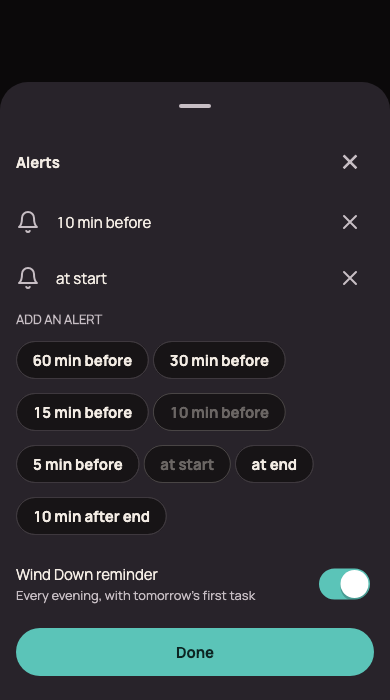 Alerts
10 min before
at start
ADD AN ALERT
60 min before 30 min before
15 min before 10 min before
5 min before at start at end
10 min after end
Wind Down reminder
Every evening, with tomorrow's first task
Done